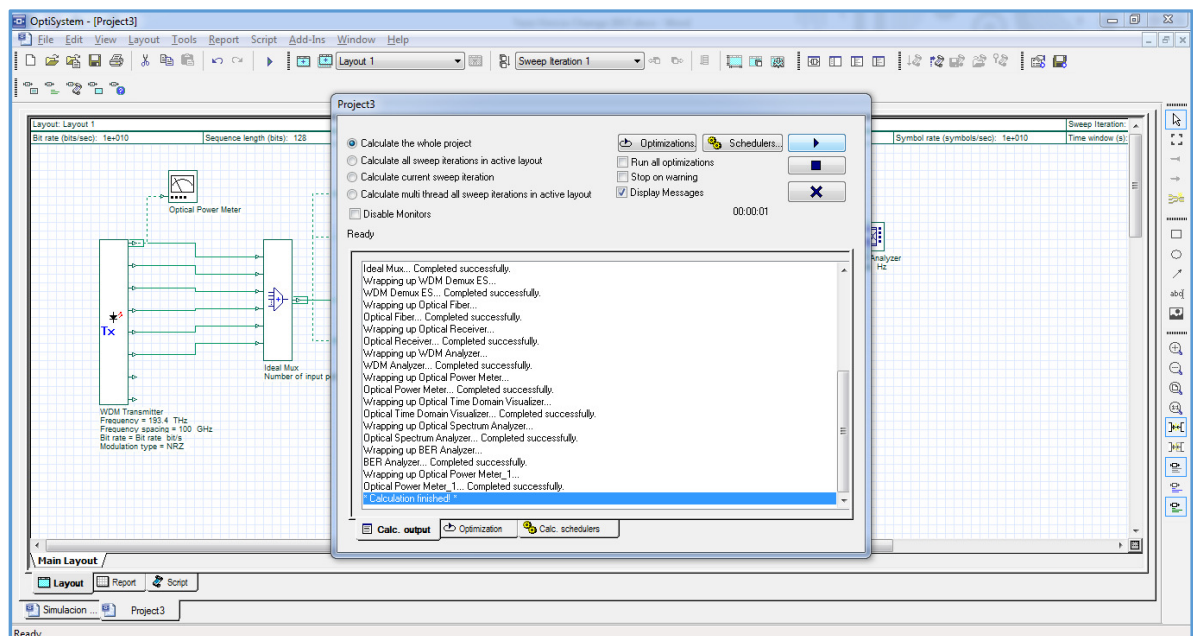 OptiSystem - [Project3]
File Edit View Layout Tools Report Script Add-Ins Window Help
Layout 1
Sweep Iteration 1
Layout: Layout 1
Sweep Iteration:
Bit rate (bits/sec): 1e+010
Sequence length (bits): 128
Symbol rate (symbols/sec): 1e+010
Time window (s):
Optical Power Meter
Tx
WDM Transmitter
Frequency = 193.4 THz
Frequency spacing = 100 GHz
Bit rate = Bit rate bit/s
Modulation type = NRZ
Ideal Mux
Number of input p
Analyzer
Hz
Project3
Calculate the whole project
Calculate all sweep iterations in active layout
Calculate current sweep iteration
Calculate multi thread all sweep iterations in active layout
Disable Monitors
Optimizations
Schedulers...
Run all optimizations
Stop on warning
Display Messages
00:00:01
Ready
Ideal Mux... Completed successfully.
Wrapping up WDM Demux ES...
WDM Demux ES... Completed successfully.
Wrapping up Optical Fiber...
Optical Fiber... Completed successfully.
Wrapping up Optical Receiver...
Optical Receiver... Completed successfully.
Wrapping up WDM Analyzer...
WDM Analyzer... Completed successfully.
Wrapping up Optical Power Meter...
Optical Power Meter... Completed successfully.
Wrapping up Optical Time Domain Visualizer...
Optical Time Domain Visualizer... Completed successfully.
Wrapping up Optical Spectrum Analyzer...
Optical Spectrum Analyzer... Completed successfully.
Wrapping up BER Analyzer...
BER Analyzer... Completed successfully.
Wrapping up Optical Power Meter_1...
Optical Power Meter_1... Completed successfully.
* Calculation finished! *
Calc. output
Optimization
Calc. schedulers
Main Layout
Layout
Report
Script
Simulacion ...
Project3
Ready